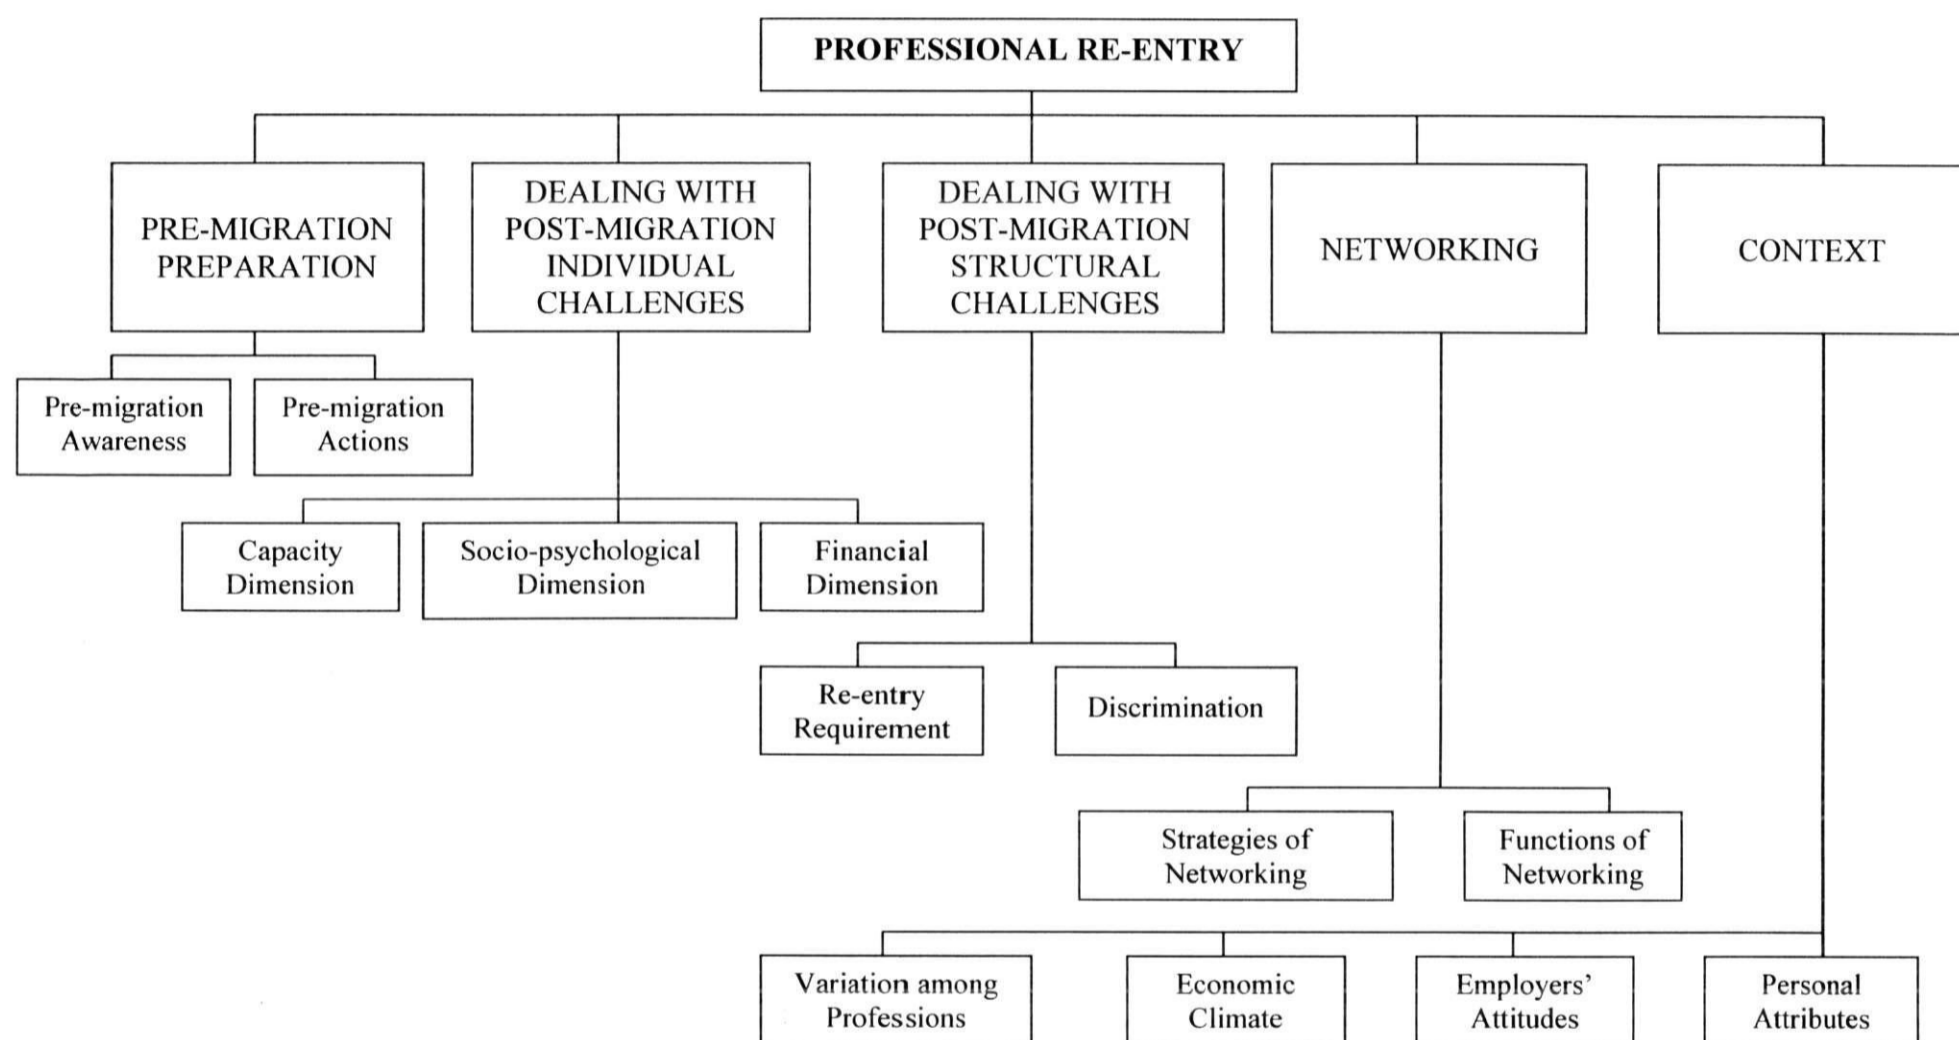 PROFESSIONAL RE-ENTRY
PRE-MIGRATION
PREPARATION
DEALING WITH
POST-MIGRATION
INDIVIDUAL
CHALLENGES
DEALING WITH
POST-MIGRATION
STRUCTURAL
CHALLENGES
NETWORKING
CONTEXT
Pre-migration
Awareness
Pre-migration
Actions
Capacity
Dimension
Socio-psychological
Dimension
Financial
Dimension
Re-entry
Requirement
Discrimination
Strategies of
Networking
Functions of
Networking
Variation among
Professions
Economic
Climate
Employers’
Attitudes
Personal
Attributes